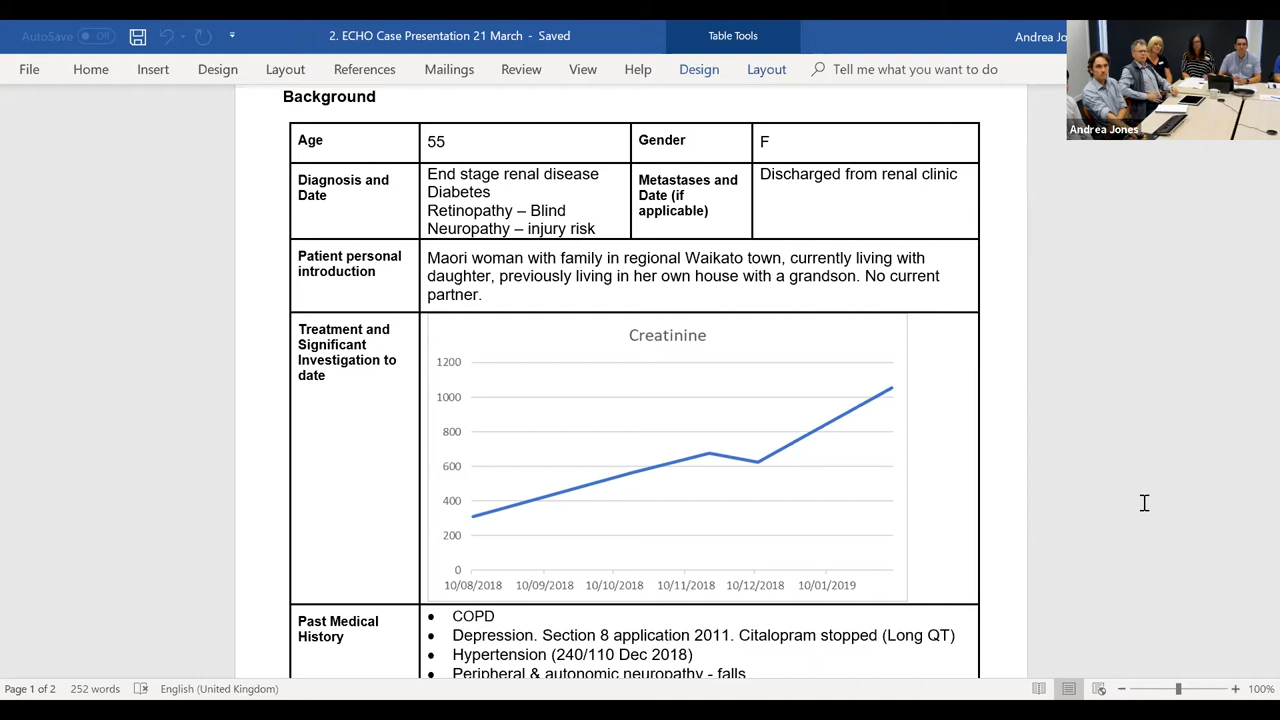 AutoSave Off
2. ECHO Case Presentation 21 March - Saved
Table Tools
Andrea Jo
File Home Insert Design Layout References Mailings Review View Help Design Layout Tell me what you want to do
Andrea Jones
Background
Age 55 Gender F
Diagnosis and Date
End stage renal disease
Diabetes
Retinopathy – Blind
Neuropathy – injury risk
Metastases and
Date (if
applicable)
Discharged from renal clinic
Patient personal
introduction
Maori woman with family in regional Waikato town, currently living with
daughter, previously living in her own house with a grandson. No current
partner.
Treatment and
Significant
Investigation to
date
Creatinine
1200
1000
800
600
400
200
0
10/08/2018 10/09/2018 10/10/2018 10/11/2018 10/12/2018 10/01/2019
Past Medical
History
• COPD
• Depression. Section 8 application 2011. Citalopram stopped (Long QT)
• Hypertension (240/110 Dec 2018)
• Peripheral & autonomic neuropathy - falls
Page 1 of 2 252 words English (United Kingdom) 100%